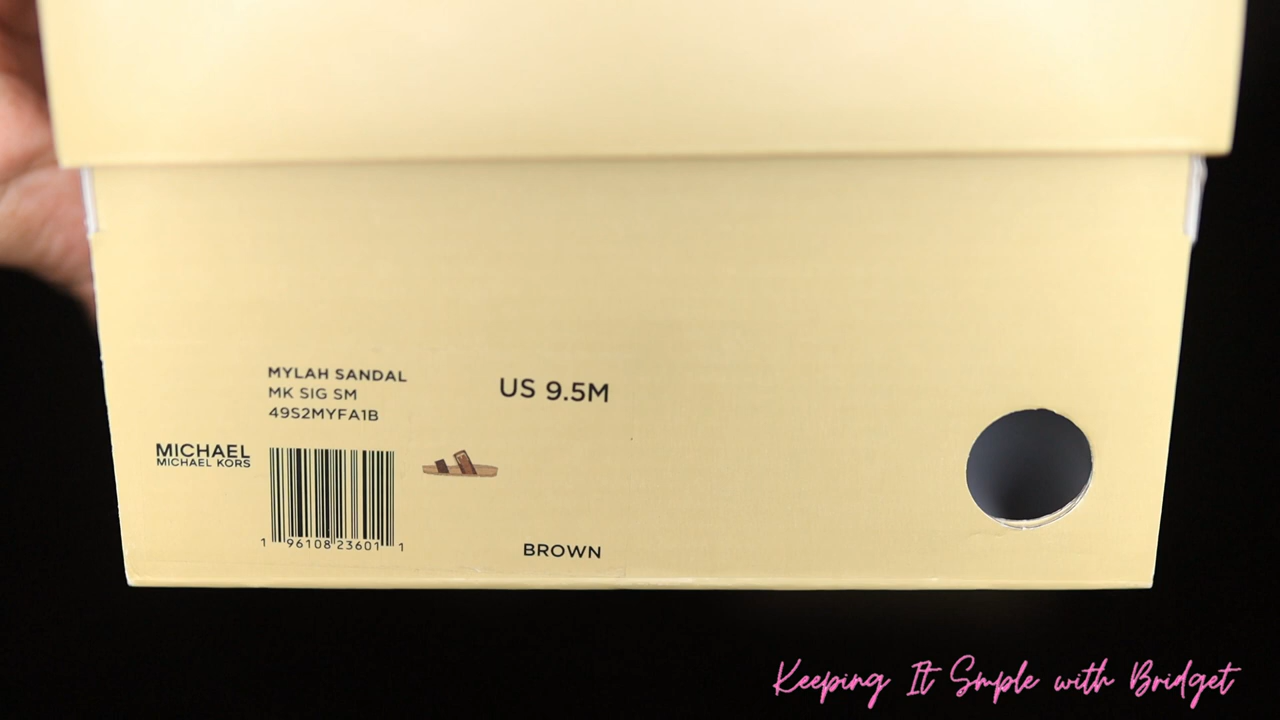 MYLAH SANDAL
MK SIG SM
49S2MYFA1B
US 9.5M
MICHAEL
MICHAEL KORS
1 96108 23601 1
BROWN
Keeping It Smple with Bridget